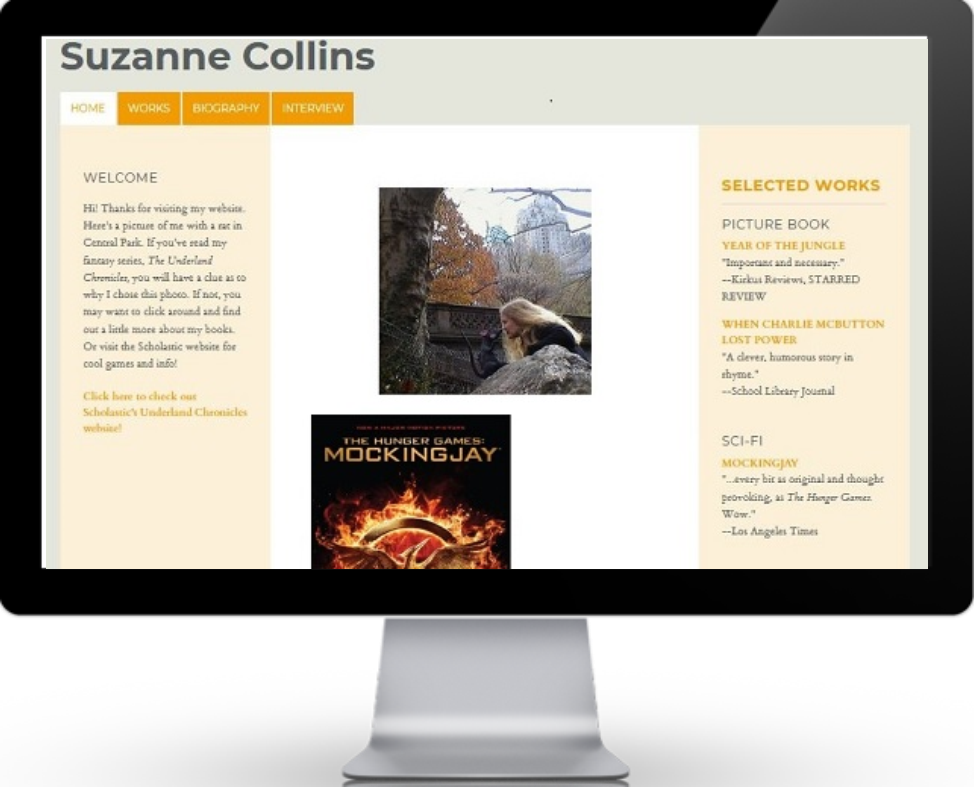 Suzanne Collins
HOME WORKS BIOGRAPHY INTERVIEW
WELCOME
Hi! Thanks for visiting my website.
Here's a picture of me with a rat in
Central Park. If you've read my
fantasy series, The Underland
Chronicles, you will have a clue as to
why I chose this photo. If not, you
may want to click around and find
out a little more about my books.
Or visit the Scholastic website for
cool games and info!
Click here to check out
Scholastic's Underland Chronicles
website!
NOW A MAJOR MOTION PICTURE
THE HUNGER GAMES:
MOCKINGJAY
SELECTED WORKS
PICTURE BOOK
YEAR OF THE JUNGLE
"Important and necessary."
--Kirkus Reviews, STARRED
REVIEW
WHEN CHARLIE MCBUTTON
LOST POWER
"A clever, humorous story in
rhyme."
--School Library Journal
SCI-FI
MOCKINGJAY
"...every bit as original and thought
provoking, as The Hunger Games.
Wow."
--Los Angeles Times